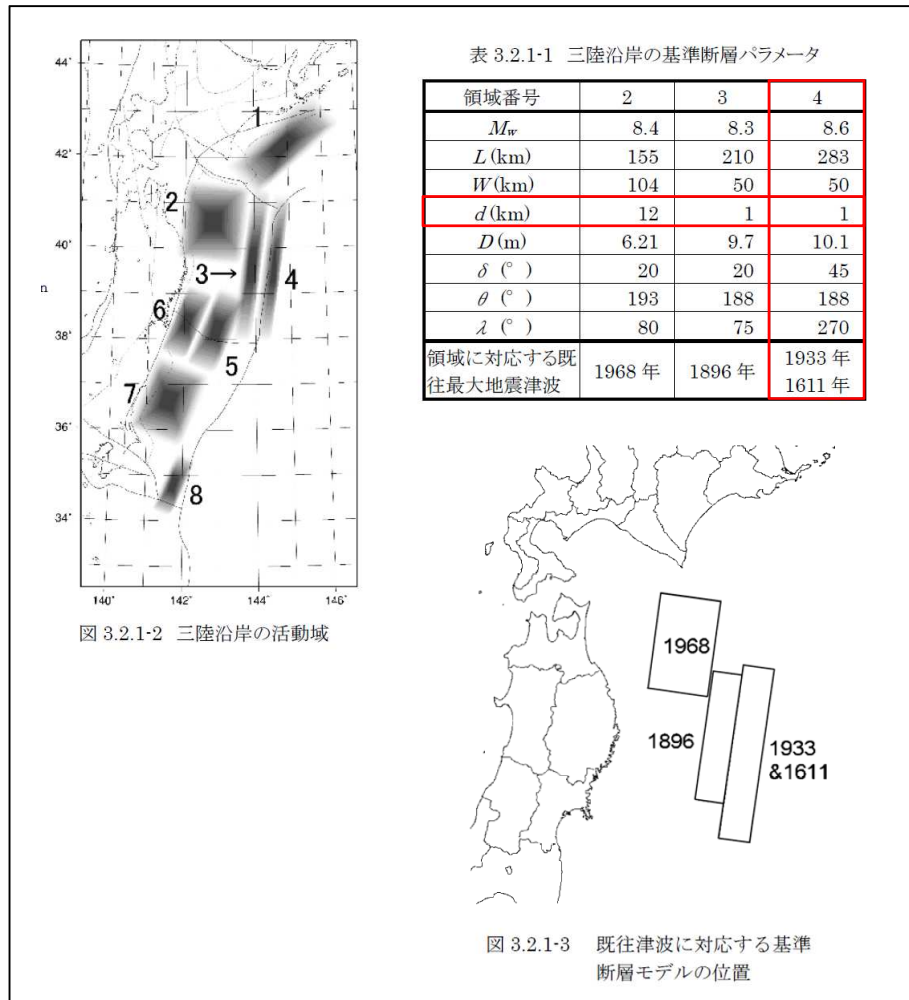 44°
42°
40°
n
38°
36°
34°
140°
142°
144°
146°
1
2
3→
4
6
5
7
8
図 3.2.1-2 三陸沿岸の活動域
表 3.2.1-1 三陸沿岸の基準断層パラメータ
領域番号 2 3 4
Mw 8.4 8.3 8.6
L(km) 155 210 283
W(km) 104 50 50
d(km) 12 1 1
D(m) 6.21 9.7 10.1
δ (°) 20 20 45
θ (°) 193 188 188
λ (°) 80 75 270
領域に対応する既
往最大地震津波
1968 年 1896 年
1933 年
1611 年
1968
1896
1933
&1611
図 3.2.1-3 既往津波に対応する基準
断層モデルの位置